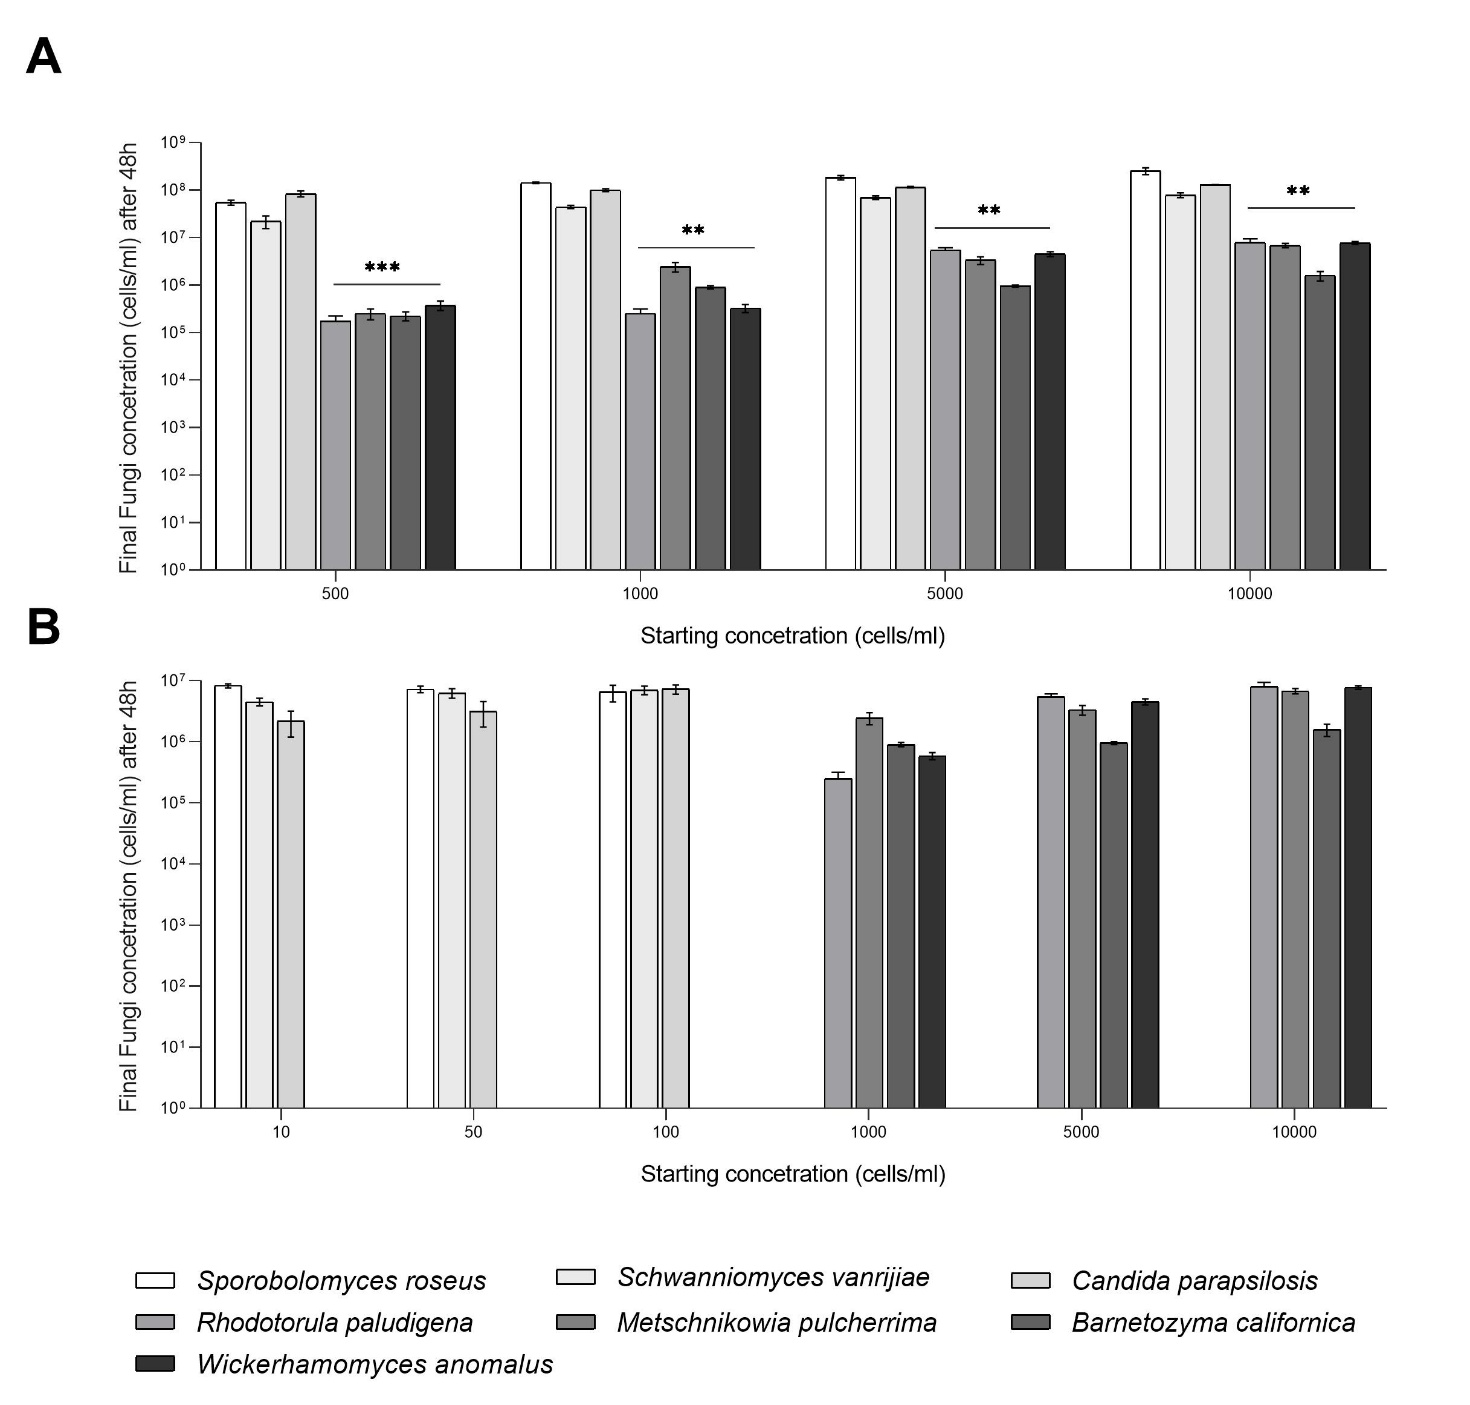 A
Final Fungi concetration (cells/ml) after 48h
10⁹
10⁸
10⁷
10⁶
10⁵
10⁴
10³
10²
10¹
10⁰
***
**
**
**
500 1000 5000 10000
Starting concetration (cells/ml)
B
Final Fungi concetration (cells/ml) after 48h
10⁷
10⁶
10⁵
10⁴
10³
10²
10¹
10⁰
10 50 100 1000 5000 10000
Starting concetration (cells/ml)
Sporobolomyces roseus Schwanniomyces vanrijiae Candida parapsilosis
Rhodotorula paludigena Metschnikowia pulcherrima Barnetozyma californica
Wickerhamomyces anomalus